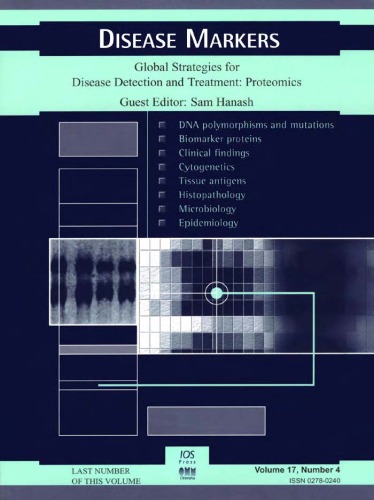 DISEASE MARKERS
Global Strategies for
Disease Detection and Treatment: Proteomics
Guest Editor: Sam Hanash
DNA polymorphisms and mutations
Biomarker proteins
Clinical findings
Cytogenetics
Tissue antigens
Histopathology
Microbiology
Epidemiology
LAST NUMBER
OF THIS VOLUME
IOS
Press
Ohmsha
Volume 17, Number 4
ISSN 0278-0240